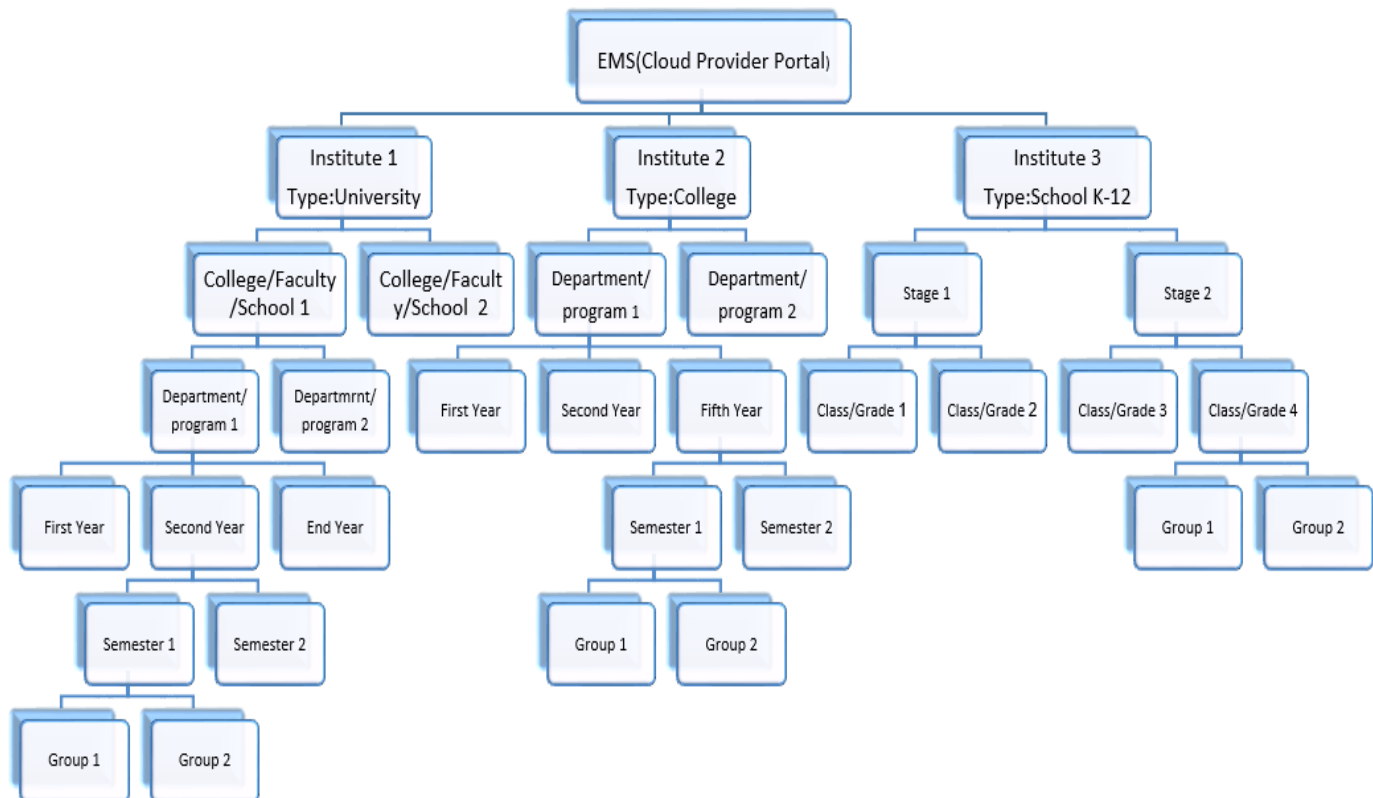 EMS(Cloud Provider Portal)
Institute 1
Type:University
Institute 2
Type:College
Institute 3
Type:School K-12
College/Faculty
/School 1
College/Facult
y/School 2
Department/
program 1
Department/
program 2
Stage 1
Stage 2
Department/
program 1
Departmrnt/
program 2
First Year
Second Year
Fifth Year
Class/Grade 1
Class/Grade 2
Class/Grade 3
Class/Grade 4
First Year
Second Year
End Year
Semester 1
Semester 2
Group 1
Group 2
Semester 1
Semester 2
Group 1
Group 2
Group 1
Group 2